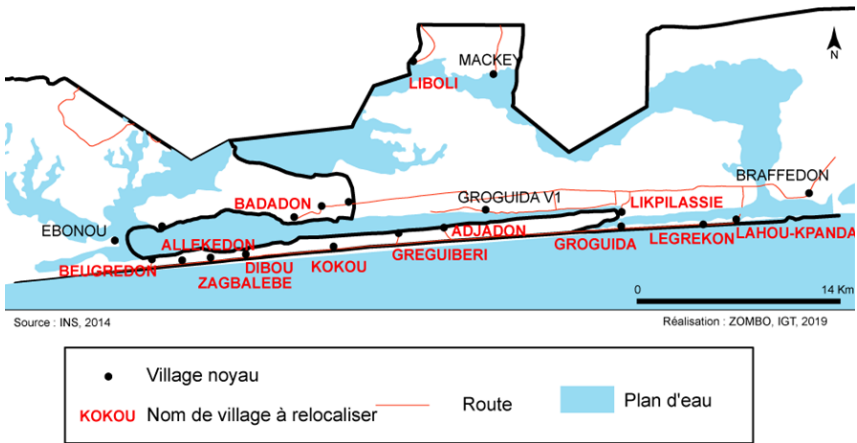 MACKEY
N
LIBOLI
BRAFFEDON
BADADON
GROGUIDA V1
LIKPILASSIE
EBONOU
ALLEKEDON
ADJADON
GROGUIDA
LEGREKON
LAHOU-KPANDA
BEUGREDON
DIBOU
KOKOU
GREGUIBERI
ZAGBALEBE
0 14 Km
Source : INS, 2014
Réalisation : ZOMBO, IGT, 2019
Village noyau
KOKOU Nom de village à relocaliser
Route
Plan d'eau